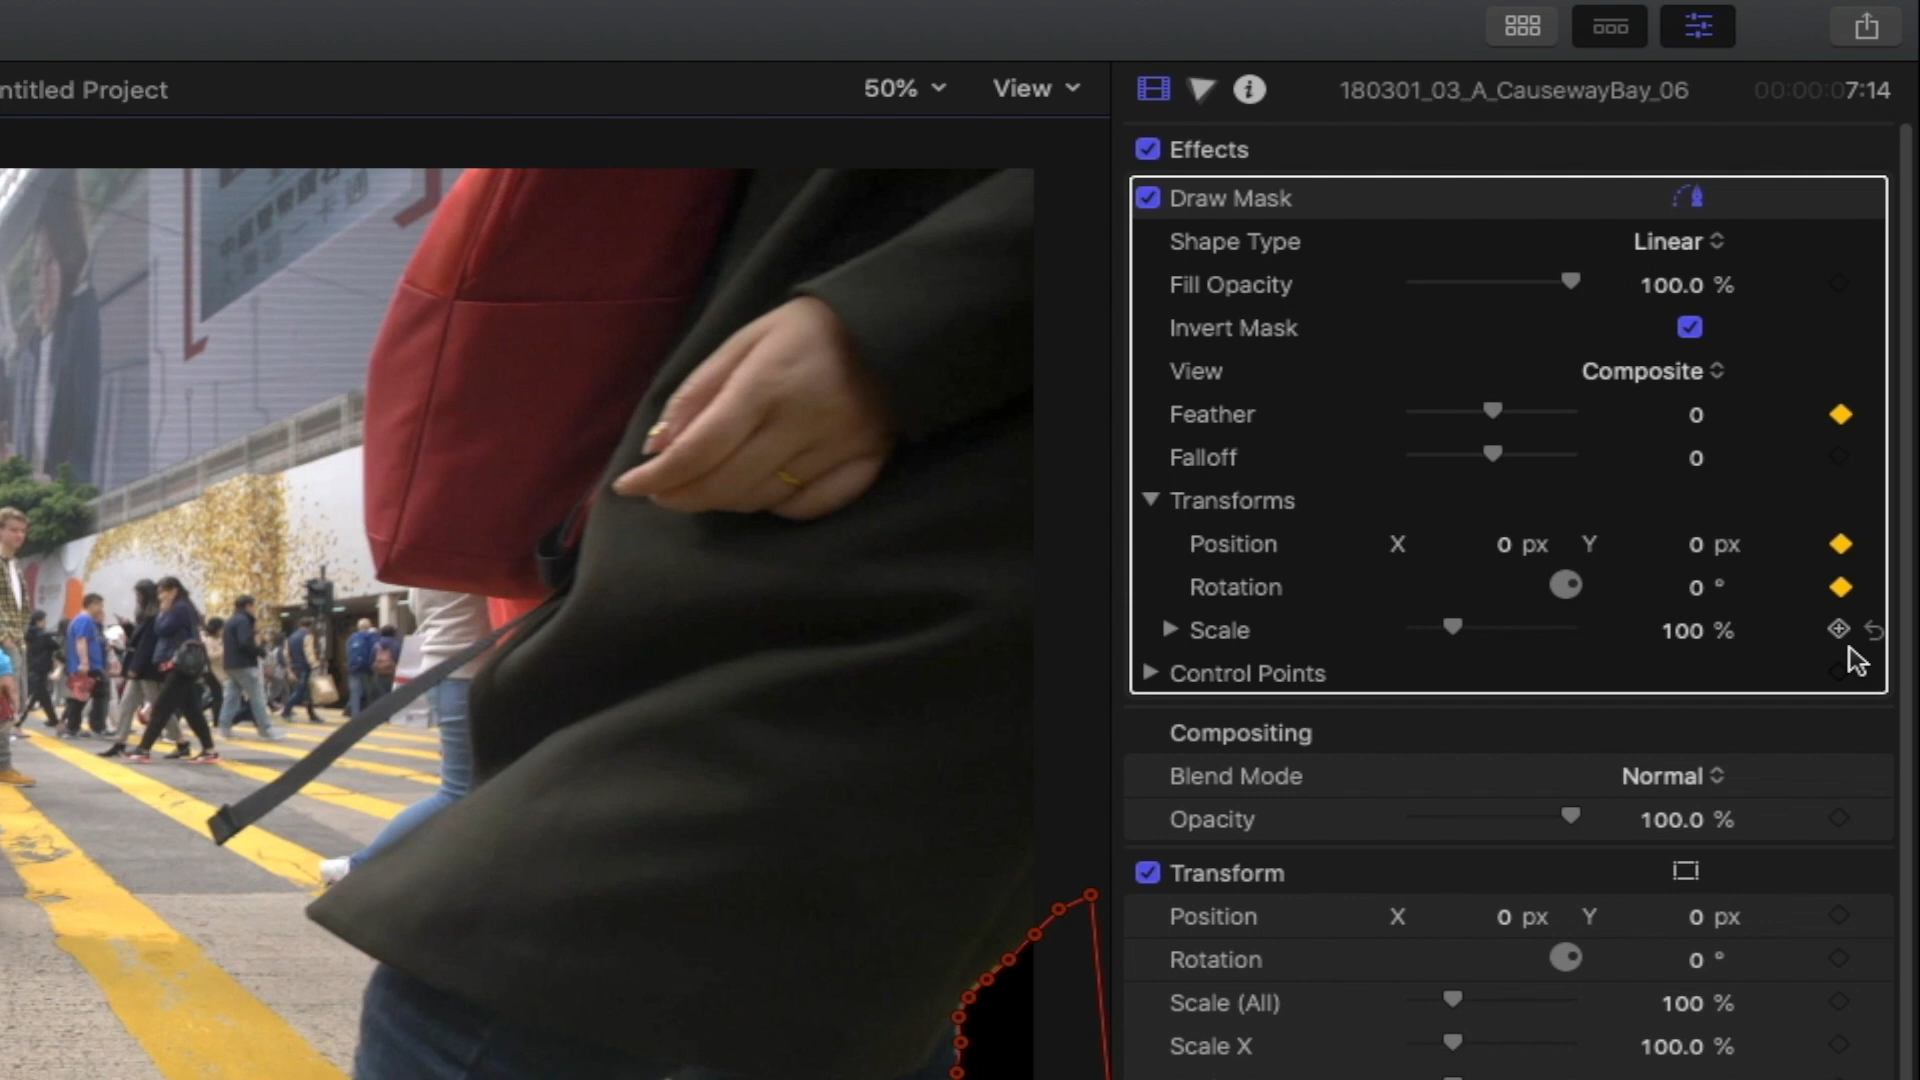 ntitled Project
50%
View
180301_03_A_CausewayBay_06
00:00:07:14
Effects
Draw Mask
Shape Type Linear
Fill Opacity 100.0 %
Invert Mask
View Composite
Feather 0
Falloff 0
Transforms
Position X 0 px Y 0 px
Rotation 0 °
Scale 100 %
Control Points
Compositing
Blend Mode Normal
Opacity 100.0 %
Transform
Position X 0 px Y 0 px
Rotation 0 °
Scale (All) 100 %
Scale X 100.0 %